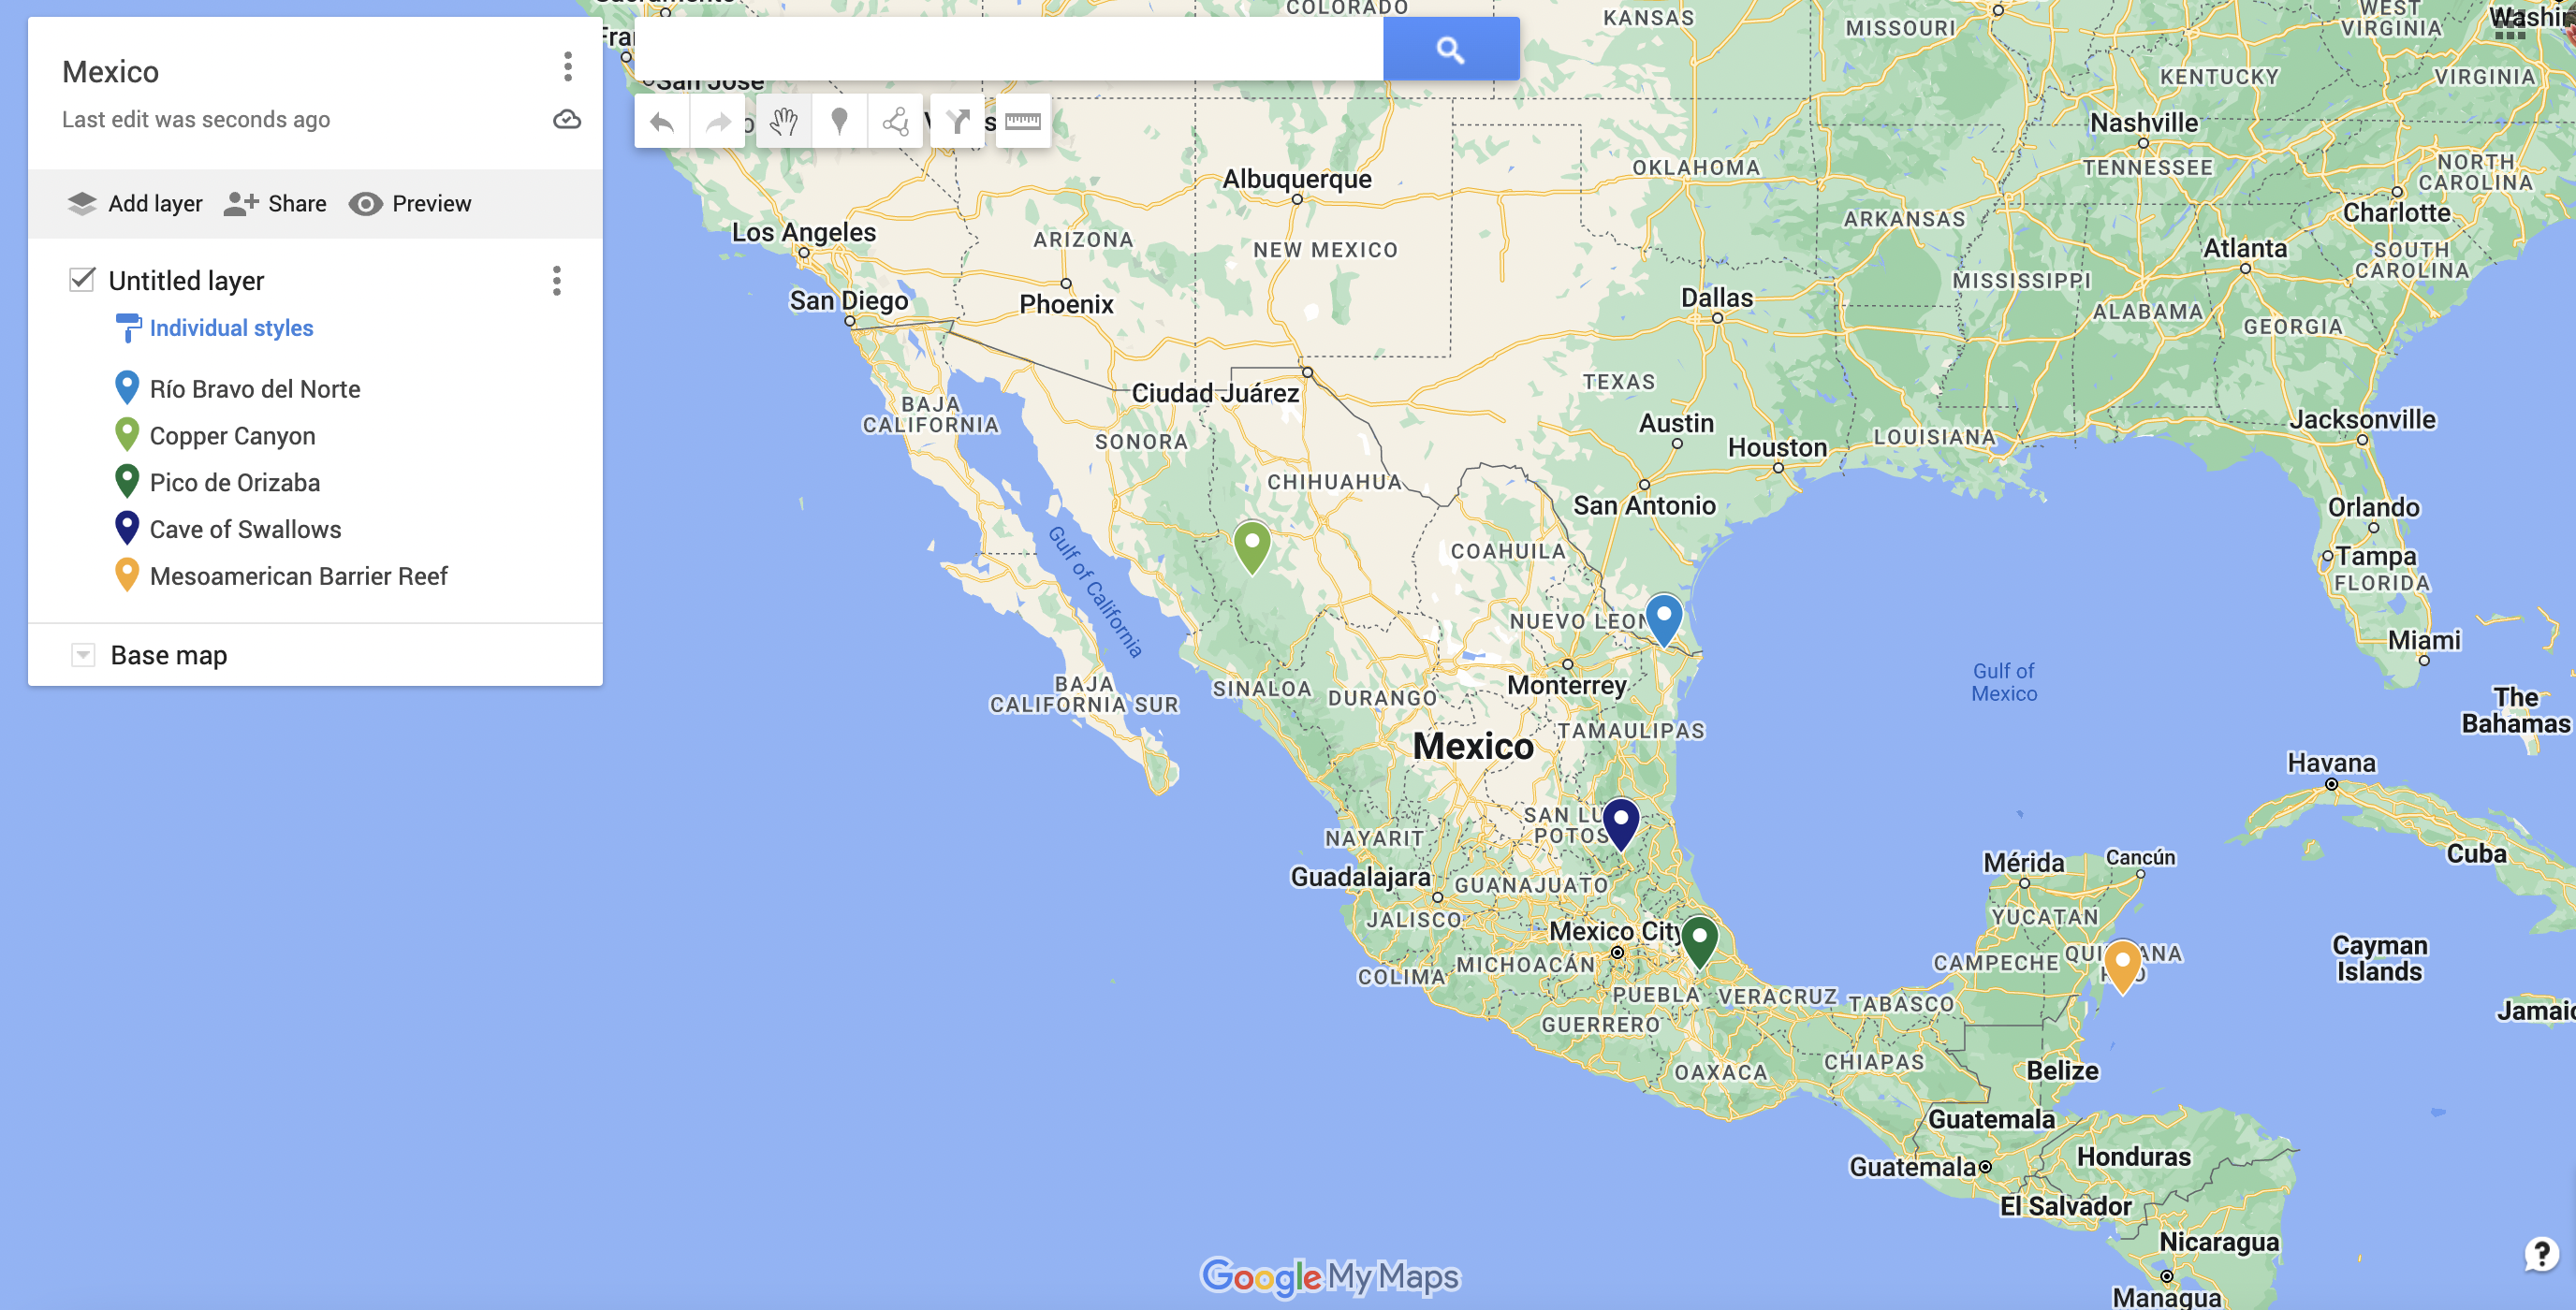 Mexico
Last edit was seconds ago
Add layer
Share
Preview
Untitled layer
Individual styles
Río Bravo del Norte
Copper Canyon
Pico de Orizaba
Cave of Swallows
Mesoamerican Barrier Reef
Base map
COLORADO
KANSAS
MISSOURI
WEST
VIRGINIA
KENTUCKY
VIRGINIA
San Jose
Nashville
TENNESSEE
NORTH
CAROLINA
Charlotte
OKLAHOMA
ARKANSAS
Albuquerque
NEW MEXICO
ARIZONA
Los Angeles
San Diego
Phoenix
Dallas
MISSISSIPPI
ALABAMA
Atlanta
SOUTH
CAROLINA
GEORGIA
Ciudad Juárez
TEXAS
BAJA
CALIFORNIA
SONORA
CHIHUAHUA
Austin
Houston
LOUISIANA
Jacksonville
San Antonio
Orlando
Tampa
FLORIDA
Miami
COAHUILA
Gulf of California
NUEVO LEON
Monterrey
Gulf of
Mexico
The
Bahamas
BAJA
CALIFORNIA SUR
SINALOA
DURANGO
TAMAULIPAS
Mexico
Havana
Cuba
NAYARIT
Guadalajara
GUANAJUATO
JALISCO
Mérida
Cancún
YUCATAN
Mexico City
COLIMA
MICHOACÁN
CAMPECHE
Cayman
Islands
PUEBLA
VERACRUZ
TABASCO
GUERRERO
OAXACA
CHIAPAS
Belize
Guatemala
Guatemala
Honduras
El Salvador
Nicaragua
Managua
Google My Maps
?